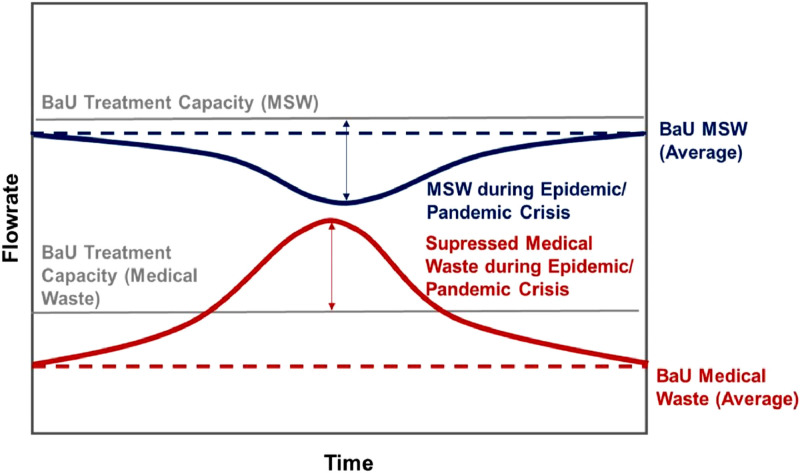 BaU Treatment Capacity (MSW)
BaU MSW
(Average)
MSW during Epidemic/
Pandemic Crisis
Flowrate
BaU Treatment
Capacity (Medical
Waste)
Supressed Medical
Waste during Epidemic/
Pandemic Crisis
BaU Medical
Waste (Average)
Time